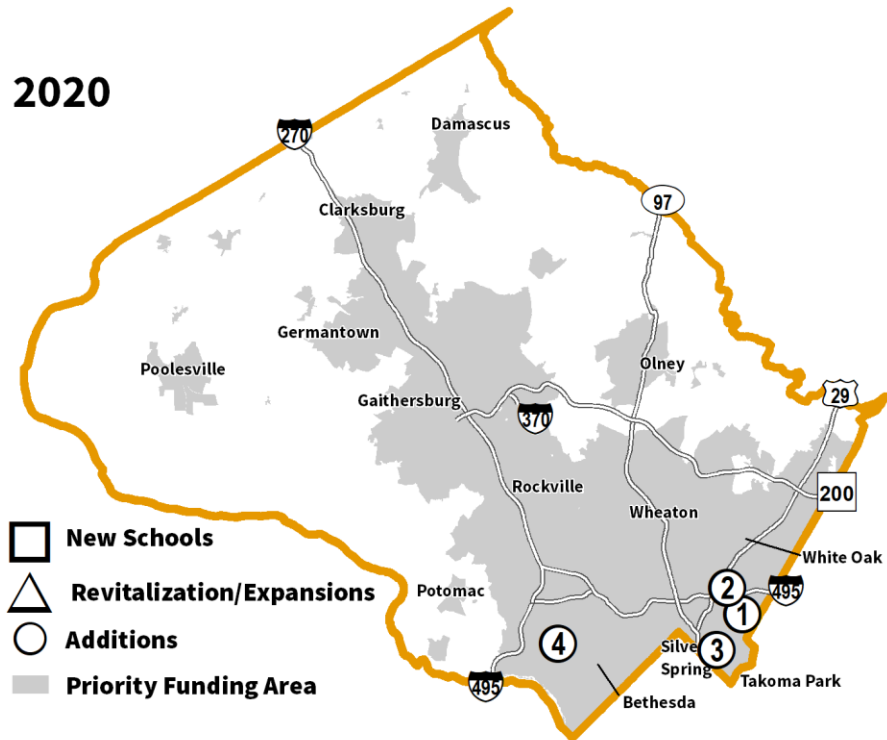 2020
270
Damascus
97
Clarksburg
Germantown
Olney
Poolesville
29
Gaithersburg
370
Rockville
200
Wheaton
New Schools
White Oak
Revitalization/Expansions
Potomac
2
495
1
Additions
4
3
Silve
Spring
Takoma Park
Priority Funding Area
495
Bethesda